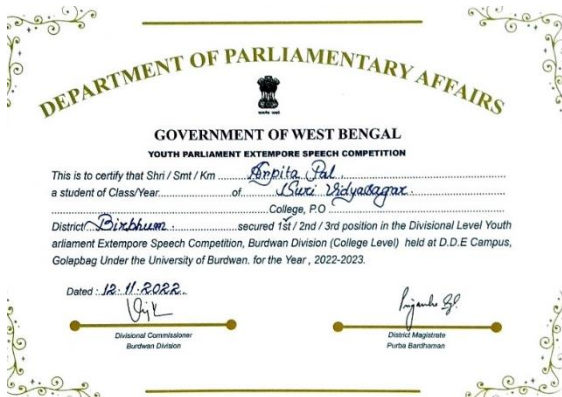 DEPARTMENT OF PARLIAMENTARY AFFAIRS
GOVERNMENT OF WEST BENGAL
YOUTH PARLIAMENT EXTEMPORE SPEECH COMPETITION
This is to certify that Shri / Smt / Km Arpita Pal
a student of Class/Year of Suri Vidyasagar
College, P.O
District Birbhum. secured 1st / 2nd / 3rd position in the Divisional Level Youth
arliament Extempore Speech Competition, Burdwan Division (College Level) held at D.D.E Campus,
Golapbag Under the University of Burdwan. for the Year , 2022-2023.
Dated : 12.11.2022.
Divisional Commissioner
Burdwan Division
District Magistrate
Purba Bardhaman